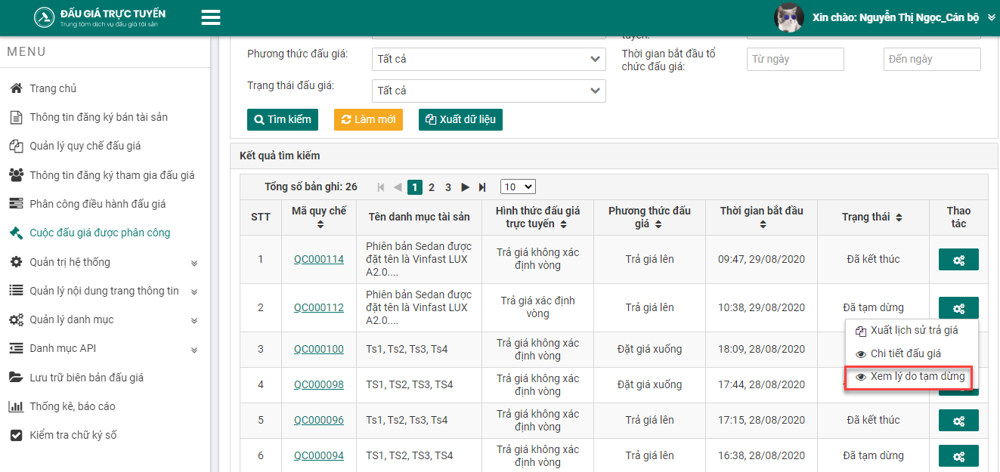 ĐẤU GIÁ TRỰC TUYẾN
Trung tâm dịch vụ đấu giá tài sản
Xin chào: Nguyễn Thị Ngọc_Cán bộ
MENU
Trang chủ
Thông tin đăng ký bán tài sản
Quản lý quy chế đấu giá
Thông tin đăng ký tham gia đấu giá
Phân công điều hành đấu giá
Cuộc đấu giá được phân công
Quản trị hệ thống
Quản lý nội dung trang thông tin
Quản lý danh mục
Danh mục API
Lưu trữ biên bản đấu giá
Thống kê, báo cáo
Kiểm tra chữ ký số
tuyến:
Phương thức đấu giá:
Tất cả
Thời gian bắt đầu tổ
chức đấu giá:
Từ ngày
Đến ngày
Trạng thái đấu giá:
Tất cả
Tìm kiếm
Làm mới
Xuất dữ liệu
Kết quả tìm kiếm
Tổng số bản ghi: 26
1 2 3
10
STT
Mã quy chế
Tên danh mục tài sản
Hình thức đấu giá
trực tuyến
Phương thức đấu
giá
Thời gian bắt đầu
Trạng thái
Thao
tác
1
QC000114
Phiên bản Sedan được
đặt tên là Vinfast LUX
A2.0....
Trả giá không xác
định vòng
Trả giá lên
09:47, 29/08/2020
Đã kết thúc
2
QC000112
Phiên bản Sedan được
đặt tên là Vinfast LUX
A2.0....
Trả giá xác định
vòng
Trả giá lên
10:38, 29/08/2020
Đã tạm dừng
Xuất lịch sử trả giá
Chi tiết đấu giá
Xem lý do tạm dừng
3
QC000100
Ts1, Ts2, Ts3, Ts4
Trả giá không xác
định vòng
Đặt giá xuống
18:09, 28/08/2020
4
QC000098
TS1, TS2, TS3, TS4
Trả giá không xác
định vòng
Đặt giá xuống
17:44, 28/08/2020
5
QC000096
Ts1, Ts2, Ts3, Ts4
Trả giá không xác
định vòng
Trả giá lên
17:15, 28/08/2020
Đã kết thúc
6
QC000094
TS1, TS2, TS3, TS4
Trả giá không xác
định vòng
Trả giá lên
16:38, 28/08/2020
Đã tạm dừng